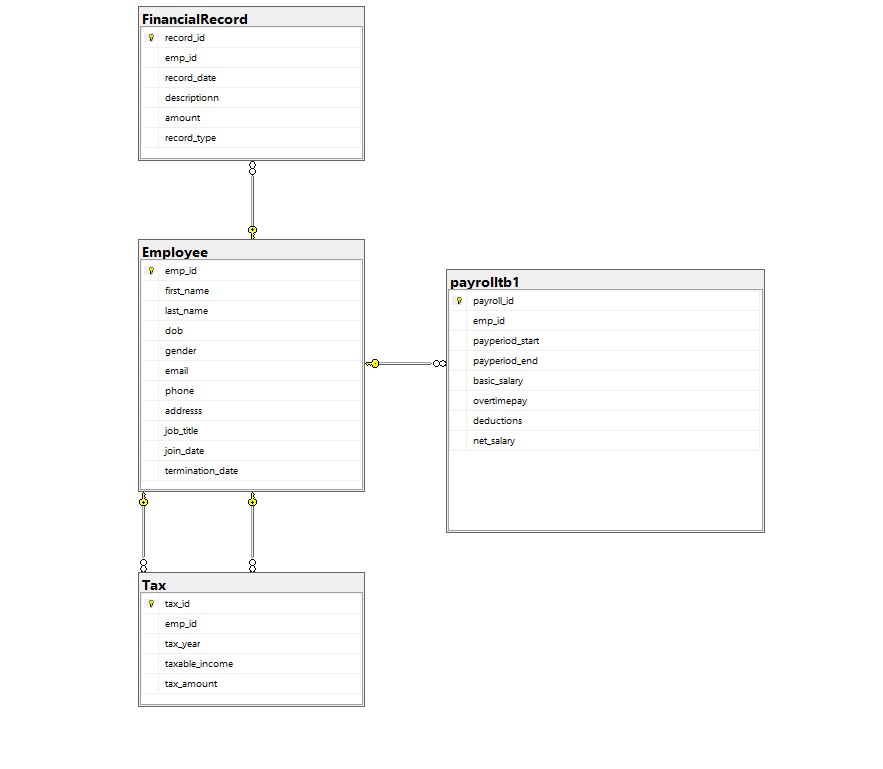 FinancialRecord
record_id
emp_id
record_date
descriptionn
amount
record_type
Employee
emp_id
first_name
last_name
dob
gender
email
phone
addresss
job_title
join_date
termination_date
payrolltb1
payroll_id
emp_id
payperiod_start
payperiod_end
basic_salary
overtimepay
deductions
net_salary
Tax
tax_id
emp_id
tax_year
taxable_income
tax_amount